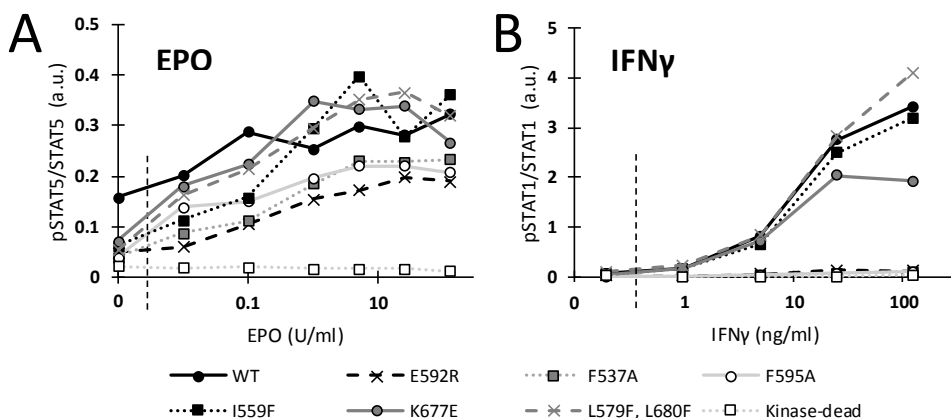 A
EPO
pSTAT5/STAT5 (a.u.)
0.5
0.4
0.3
0.2
0.1
0
0 0.1 10
EPO (U/ml)
B
IFNγ
pSTAT1/STAT1 (a.u.)
5
4
3
2
1
0
0 1 10 100
IFNγ (ng/ml)
WT E592R F537A F595A
I559F K677E L579F, L680F Kinase-dead